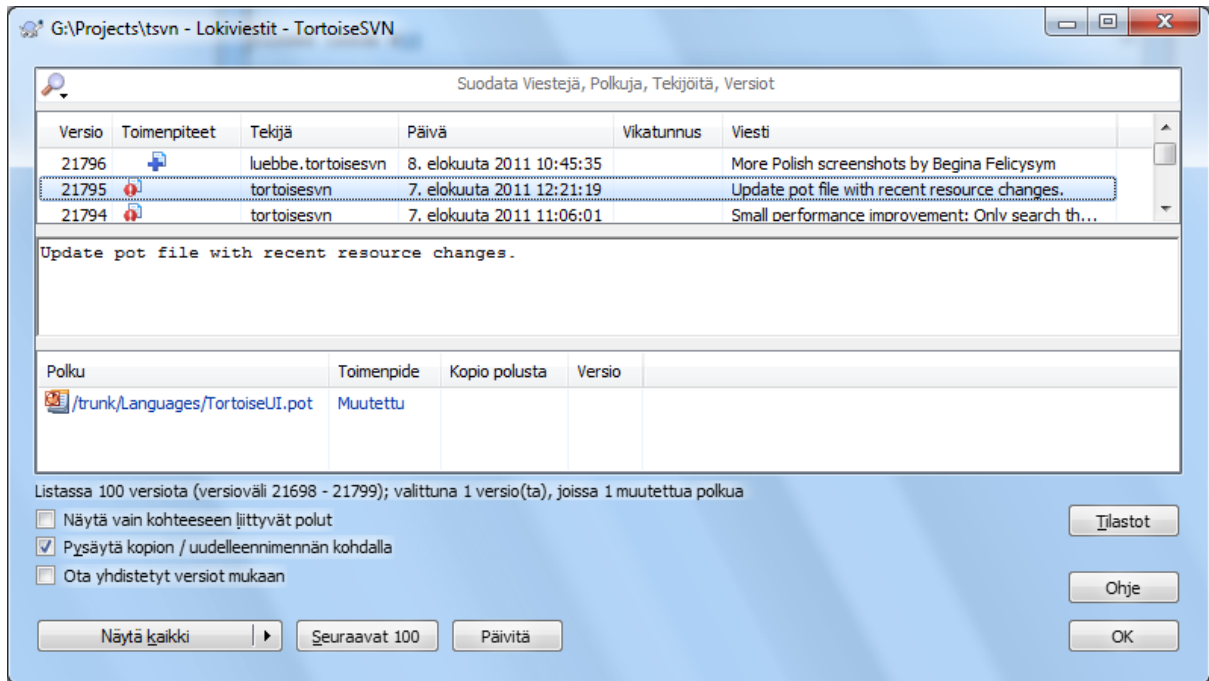 G:\Projects\tsvn - Lokiviestit - TortoiseSVN
Suodata Viestejä, Polkuja, Tekijöitä, Versiot
Versio Toimenpiteet Tekijä Päivä Vikatunnus Viesti
21796 luebbe.tortoisesvn 8. elokuuta 2011 10:45:35 More Polish screenshots by Begina Felicysym
21795 tortoisesvn 7. elokuuta 2011 12:21:19 Update pot file with recent resource changes.
21794 tortoisesvn 7. elokuuta 2011 11:06:01 Small performance improvement: Only search th...
Update pot file with recent resource changes.
Polku Toimenpide Kopio polusta Versio
/trunk/Languages/TortoiseUI.pot Muutettu
Listassa 100 versiota (versioväli 21698 - 21799); valittuna 1 versio(ta), joissa 1 muutettua polkua
Näytä vain kohteeseen liittyvät polut
Tilastot
Pysäytä kopion / uudelleennimennän kohdalla
Ota yhdistetyt versiot mukaan
Ohje
Näytä kaikki Seuraavat 100 Päivitä OK